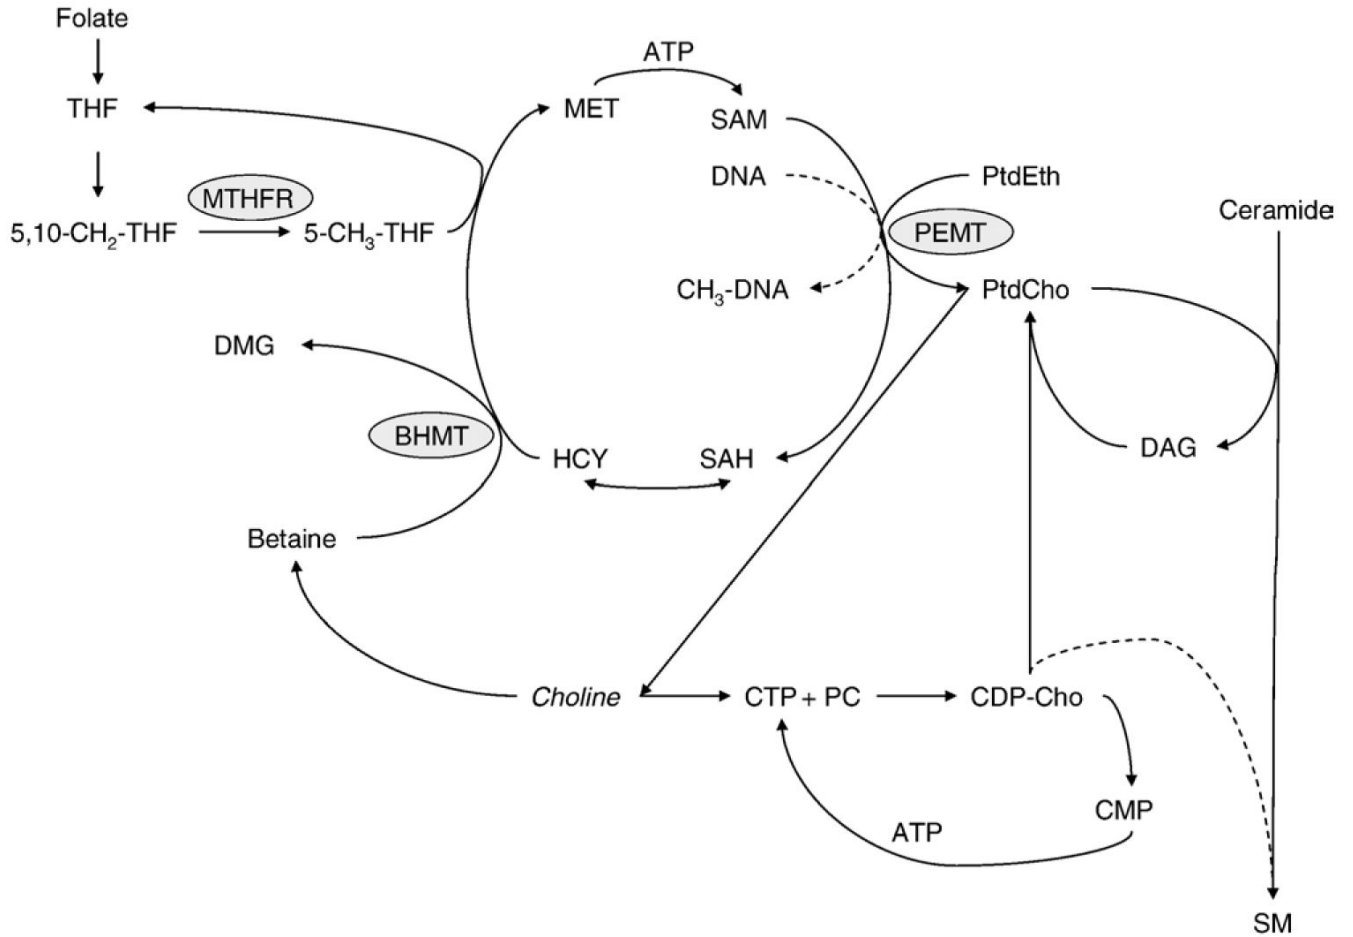 Folate
ATP
THF
MET
SAM
DNA
PtdEth
MTHFR
Ceramide
5,10-CH₂-THF
5-CH₃-THF
PEMT
CH₃-DNA
PtdCho
DMG
BHMT
HCY
SAH
DAG
Betaine
Choline
CTP + PC
CDP-Cho
CMP
ATP
SM